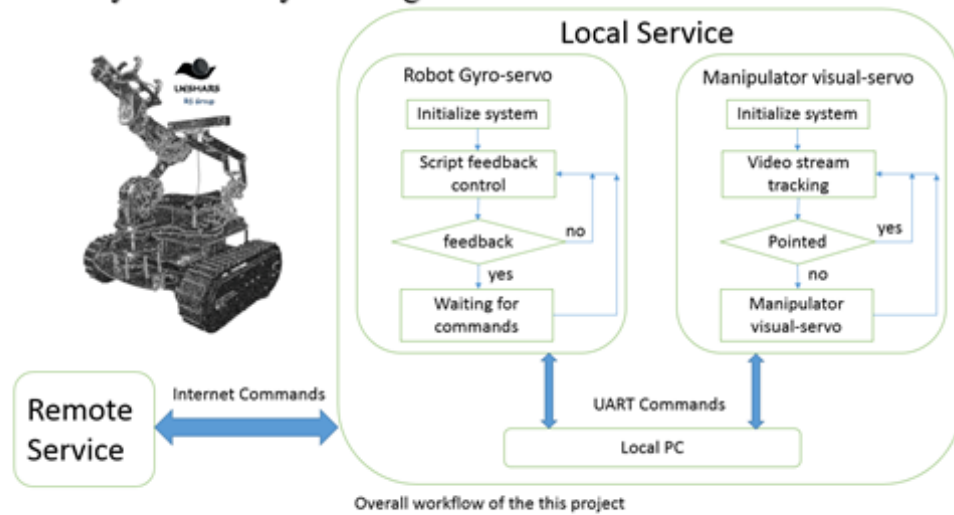 Local Service
Robot Gyro-servo
Manipulator visual-servo
Initialize system
Initialize system
Script feedback
control
Video stream
tracking
feedback
no
Pointed
yes
yes
no
Waiting for
commands
Manipulator
visual-servo
Remote
Service
Internet Commands
UART Commands
Local PC
Overall workflow of the this project